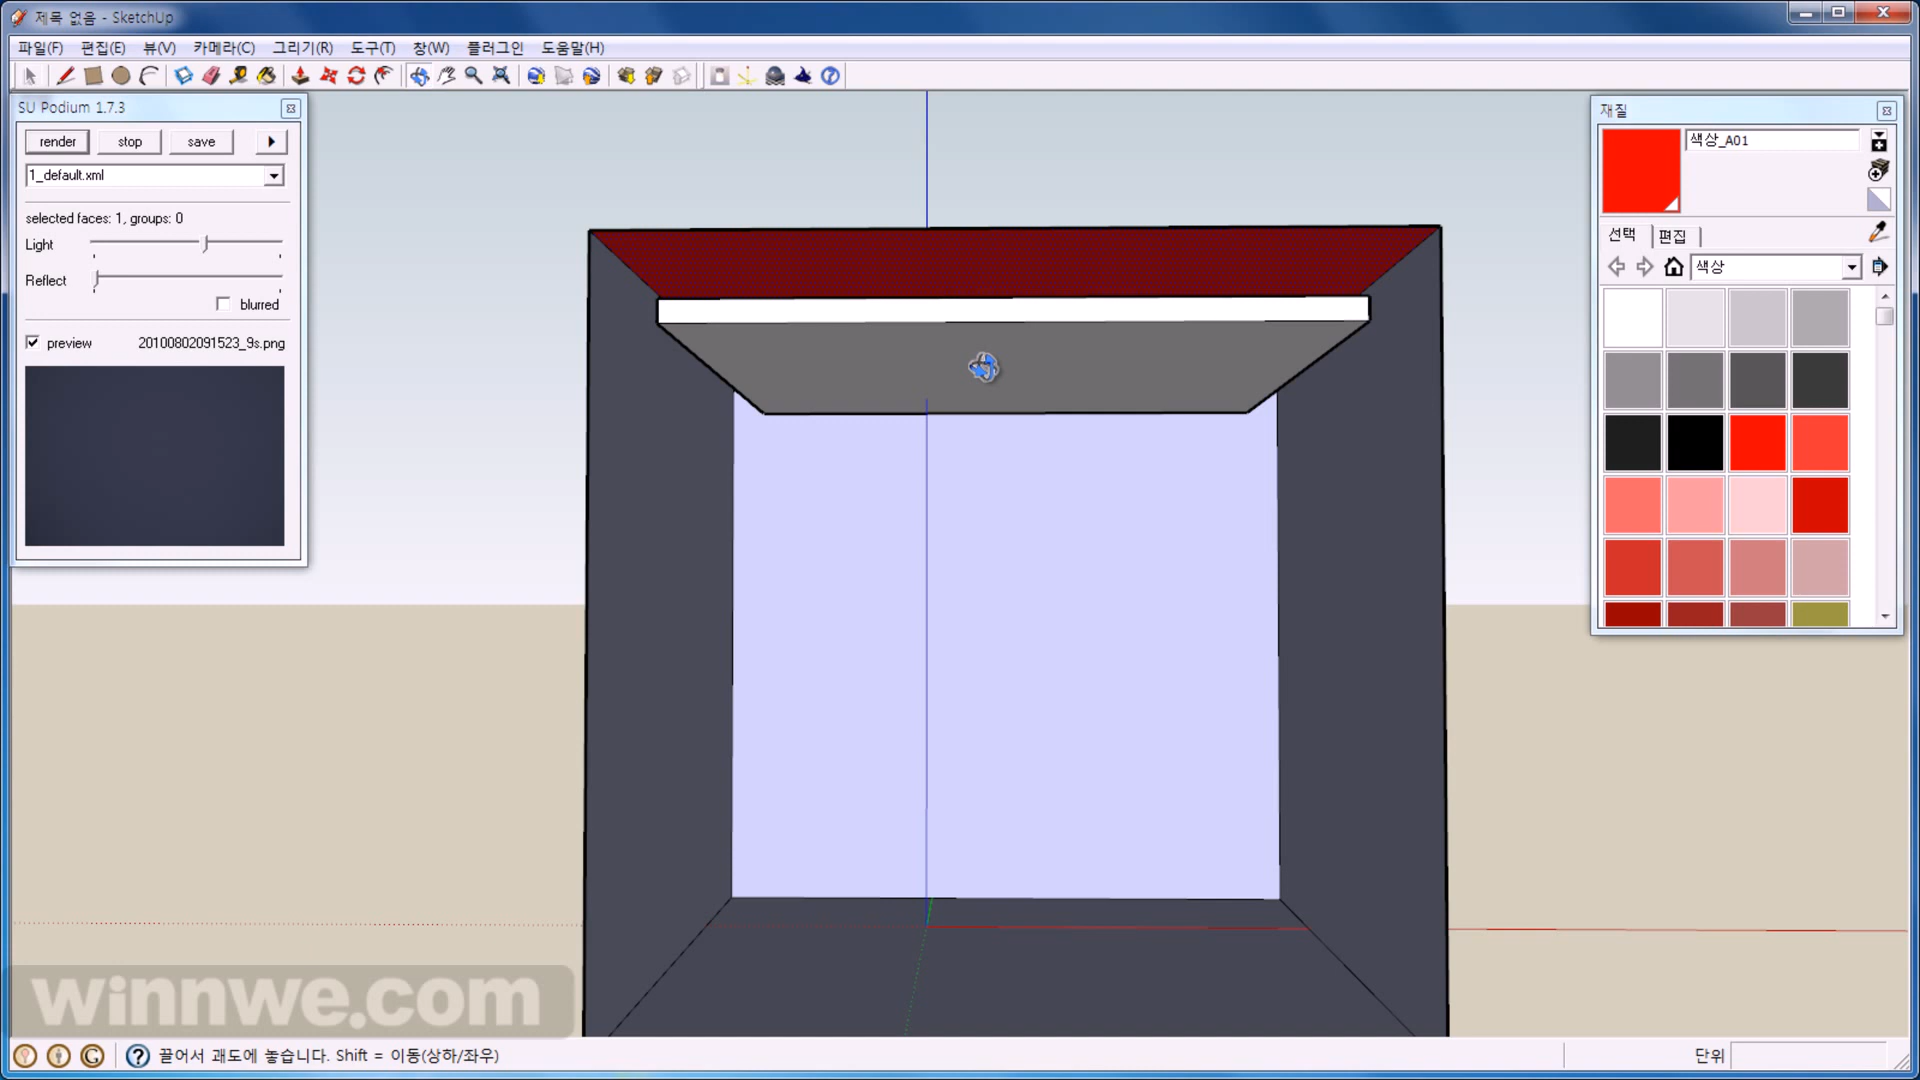 제목 없음 - SketchUp
파일(F) 편집(E) 뷰(V) 카메라(C) 그리기(R) 도구(T) 창(W) 플러그인 도움말(H)
SU Podium 1.7.3
render stop save
1_default.xml
selected faces: 1, groups: 0
Light
Reflect
blurred
preview 20100802091523_9s.png
재질
색상_A01
선택 편집
색상
winnwe.com
끌어서 괘도에 놓습니다. Shift = 이동(상하/좌우)
단위